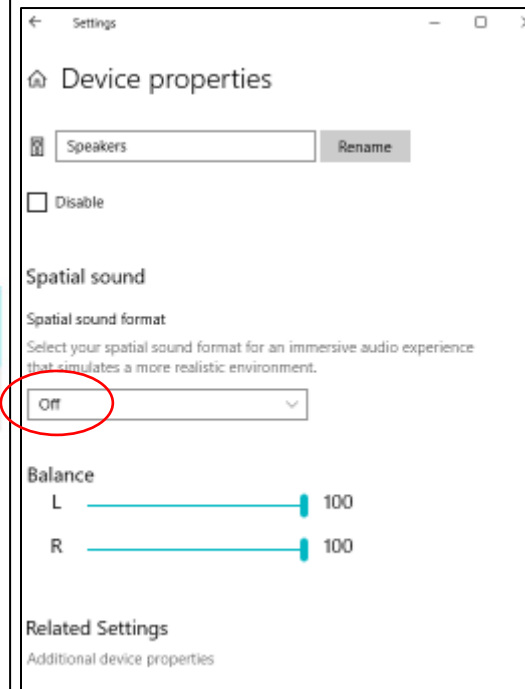 Settings
Device properties
Speakers
Rename
Disable
Spatial sound
Spatial sound format
Select your spatial sound format for an immersive audio experience
that simulates a more realistic environment.
Off
Balance
L 100
R 100
Related Settings
Additional device properties